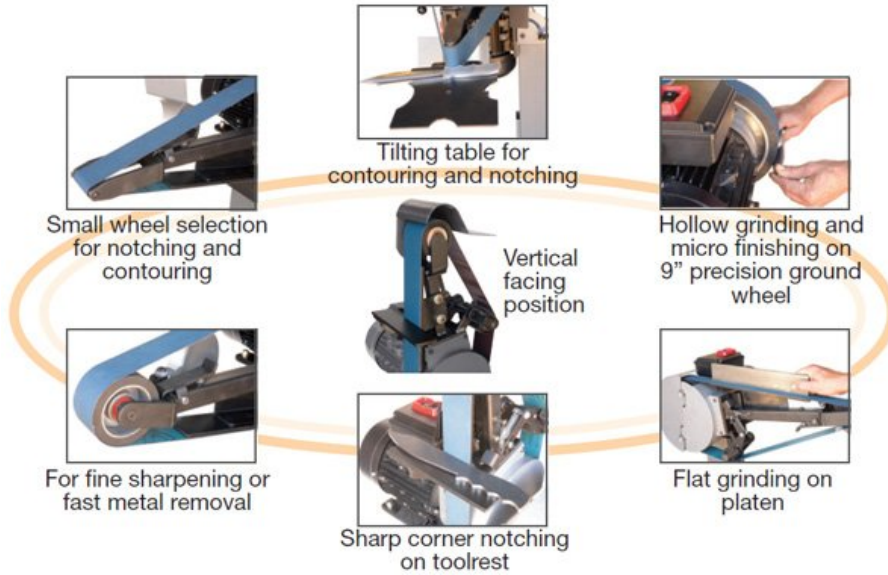 Tilting table for
contouring and notching
Small wheel selection
for notching and
contouring
Vertical
facing
position
Hollow grinding and
micro finishing on
9” precision ground
wheel
For fine sharpening or
fast metal removal
Sharp corner notching
on toolrest
Flat grinding on
platen